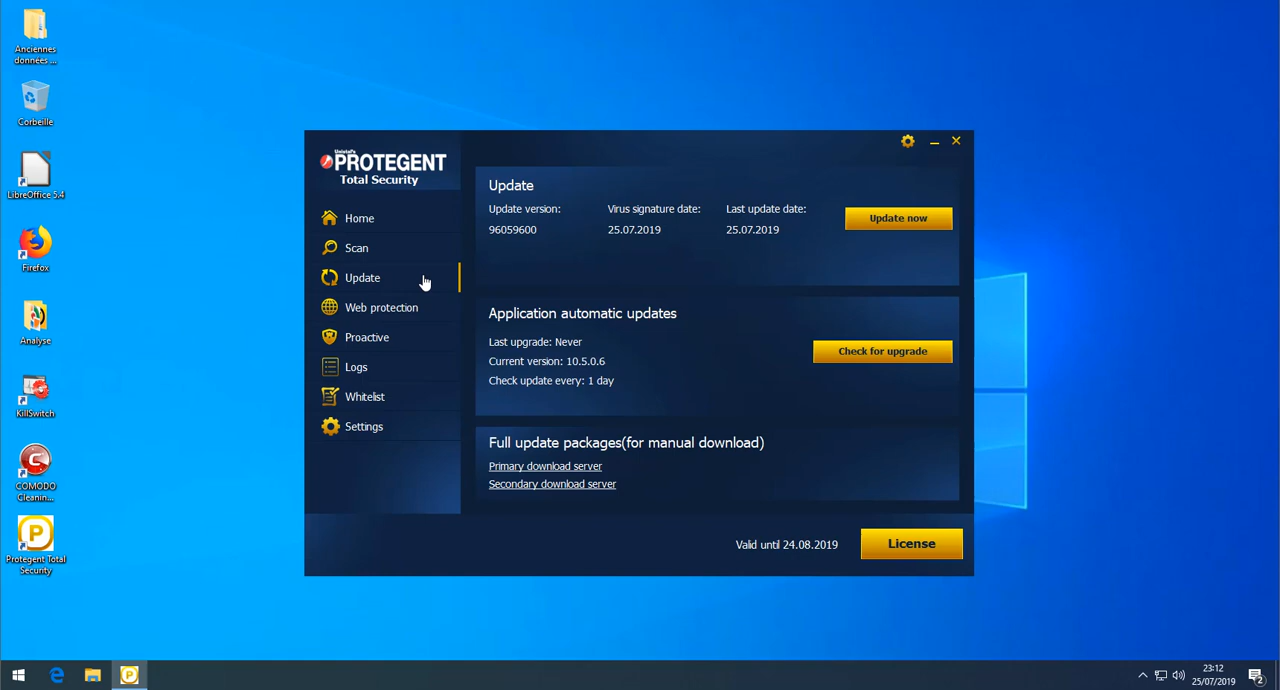 Anciennes
données ...
Corbeille
LibreOffice 5.4
Firefox
Analyse
KillSwitch
COMODO
Cleanin...
Protegent Total
Security
Unistal's
PROTEGENT
Total Security
Home
Scan
Update
Web protection
Proactive
Logs
Whitelist
Settings
Update
Update version: Virus signature date: Last update date:
96059600 25.07.2019 25.07.2019
Update now
Application automatic updates
Last upgrade: Never
Current version: 10.5.0.6
Check update every: 1 day
Check for upgrade
Full update packages(for manual download)
Primary download server
Secondary download server
Valid until 24.08.2019
License
23:12
25/07/2019
2